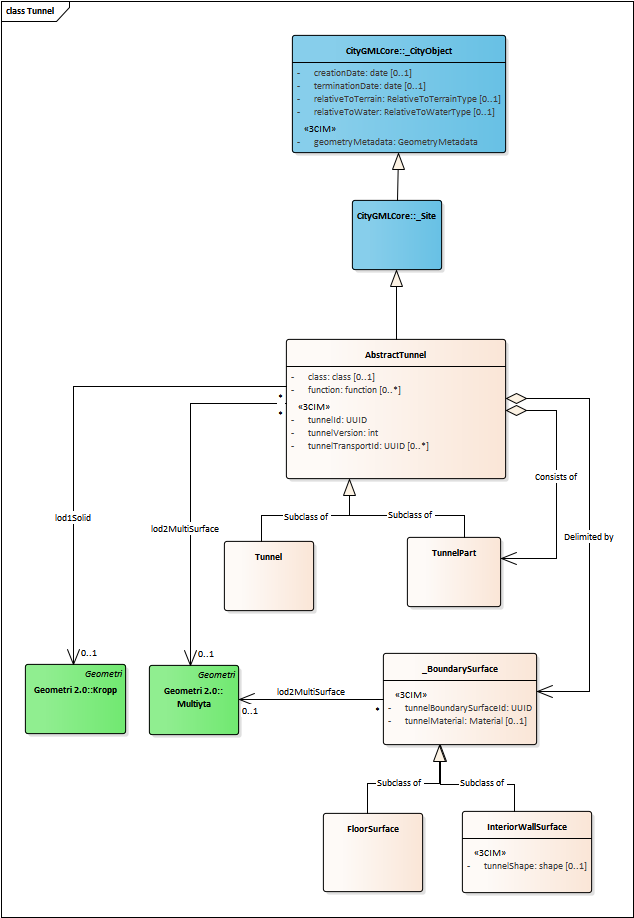 class Tunnel
CityGMLCore::_CityObject
- creationDate: date [0..1]
- terminationDate: date [0..1]
- relativeToTerrain: RelativeToTerrainType [0..1]
- relativeToWater: RelativeToWaterType [0..1]
«3CIM»
- geometryMetadata: GeometryMetadata
CityGMLCore::_Site
AbstractTunnel
- class: class [0..1]
- function: function [0..*]
«3CIM»
- tunnelId: UUID
- tunnelVersion: int
- tunnelTransportId: UUID [0..*]
*
*
Consists of
Subclass of
Subclass of
lod1Solid
lod2MultiSurface
Delimited by
Tunnel
TunnelPart
0..1
0..1
Geometri
Geometri 2.0::Kropp
Geometri
Geometri 2.0::
Multiyta
lod2MultiSurface
0..1
*
_BoundarySurface
«3CIM»
- tunnelBoundarySurfaceId: UUID
- tunnelMaterial: Material [0..1]
Subclass of
Subclass of
FloorSurface
InteriorWallSurface
«3CIM»
- tunnelShape: shape [0..1]